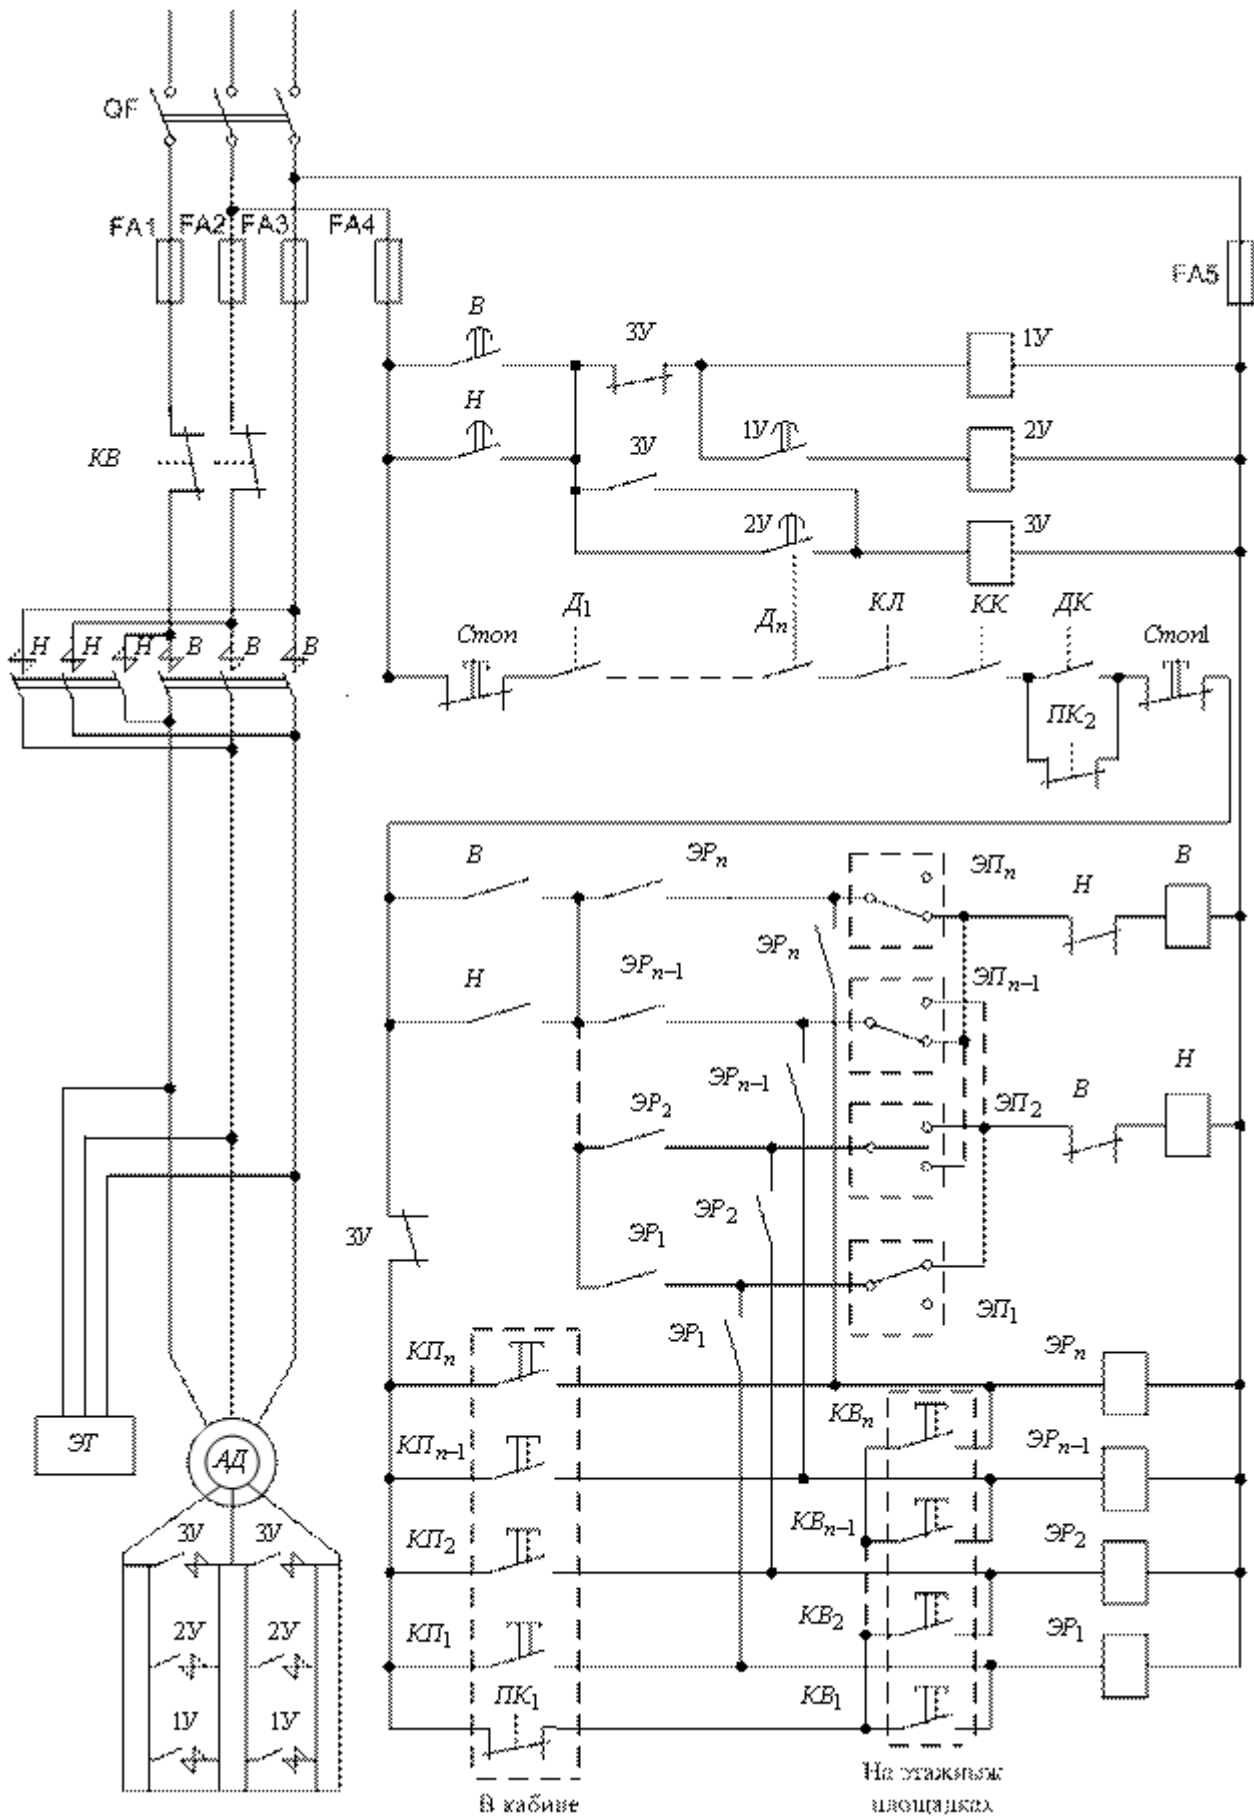 QF
FA1 FA2 FA3 FA4
FA5
В
3У
1У
Н
1У
2У
КВ
3У
2У
3У
Д1
Дn
КЛ
КК
ДК
Стоп
Стоп1
Н Н Н В В В
ПК2
В
ЭРn
ЭПn
Н
В
ЭРn
Н
ЭРn–1
ЭПn–1
ЭРn–1
Н
ЭР2
ЭП2
В
ЭР2
3У
ЭР1
ЭП1
ЭР1
КПn
ЭРn
КВn
ЭТ
АД
КПn–1
ЭРn–1
КВn–1
3У 3У
КП2
ЭР2
2У 2У
КП1
КВ2
ЭР1
1У 1У
ПК1
КВ1
В кабине
На этажных
площадках